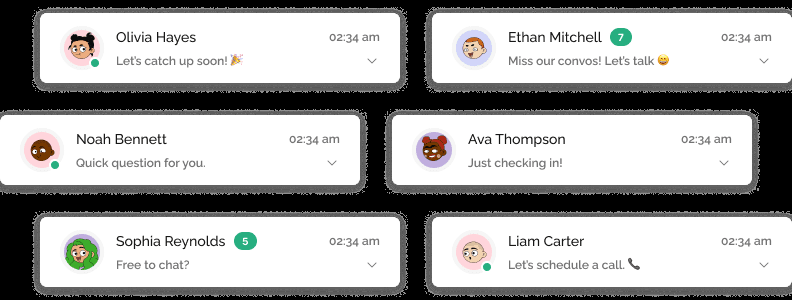 Olivia Hayes 02:34 am
Let's catch up soon! 🎉
Ethan Mitchell 7
Miss our convos! Let's talk 😄 02:34 am
Noah Bennett 02:34 am
Quick question for you.
Ava Thompson 02:34 am
Just checking in!
Sophia Reynolds 5 02:34 am
Free to chat?
Liam Carter 02:34 am
Let's schedule a call. 📞